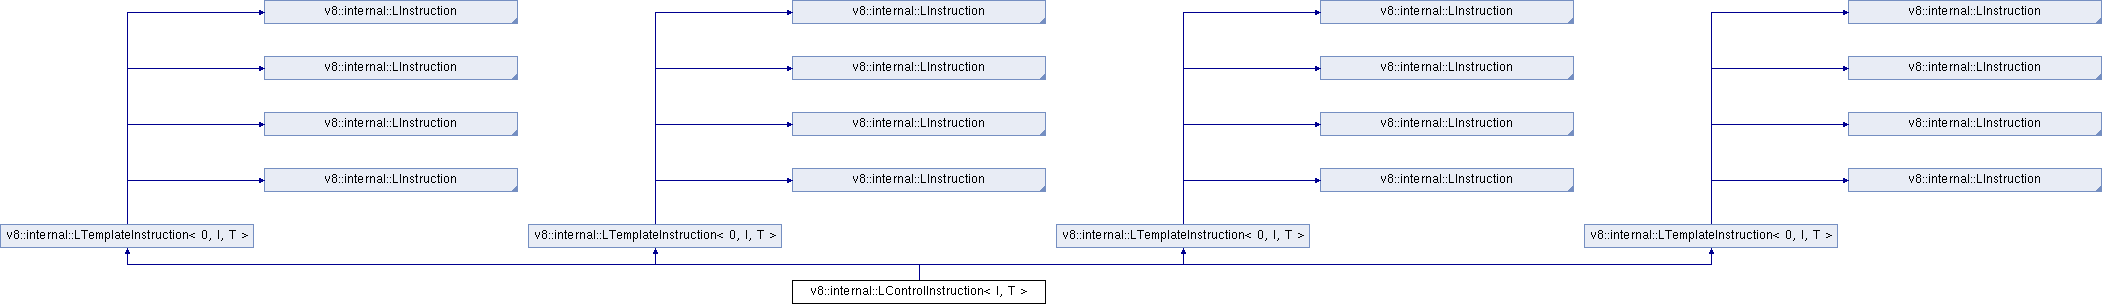 v8::internal::LInstruction v8::internal::LInstruction v8::internal::LInstruction v8::internal::LInstruction
v8::internal::LInstruction v8::internal::LInstruction v8::internal::LInstruction v8::internal::LInstruction
v8::internal::LInstruction v8::internal::LInstruction v8::internal::LInstruction v8::internal::LInstruction
v8::internal::LInstruction v8::internal::LInstruction v8::internal::LInstruction v8::internal::LInstruction
v8::internal::LTemplateInstruction< 0, I, T > v8::internal::LTemplateInstruction< 0, I, T > v8::internal::LTemplateInstruction< 0, I, T > v8::internal::LTemplateInstruction< 0, I, T >
v8::internal::LControlInstruction< I, T >